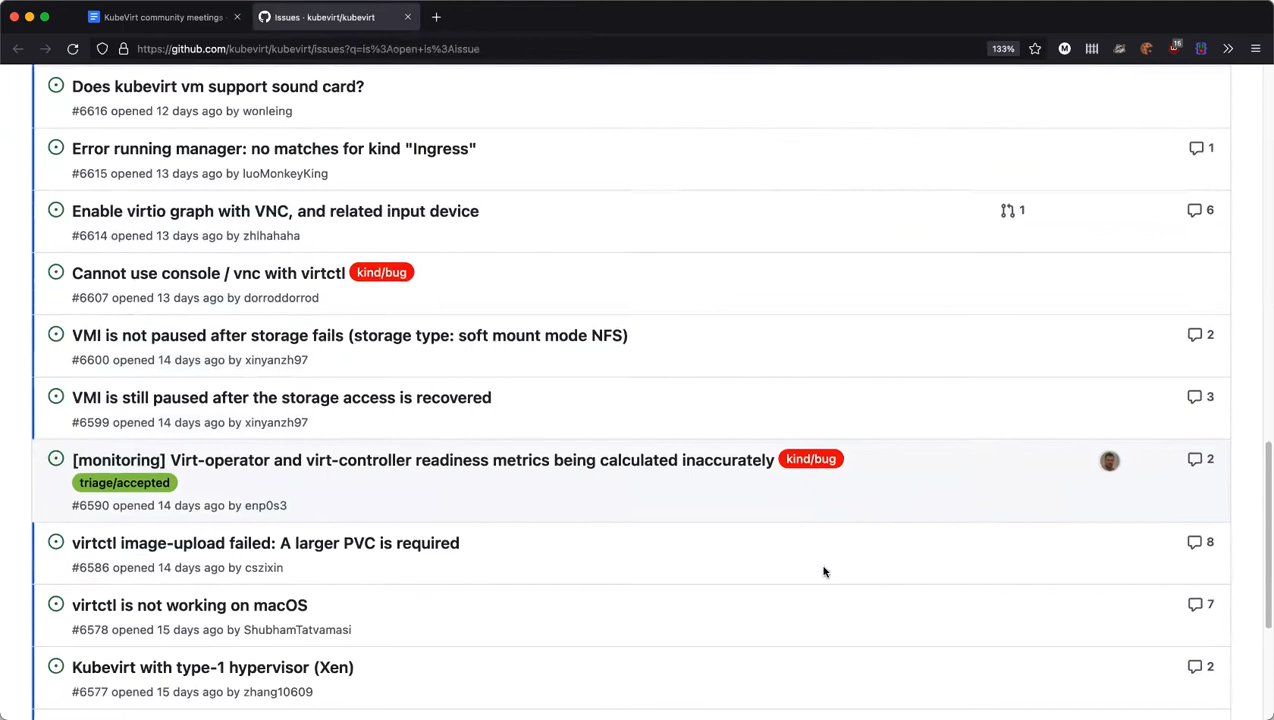 KubeVirt community meetings
Issues · kubevirt/kubevirt
https://github.com/kubevirt/kubevirt/issues?q=is%3Aopen+is%3Aissue
133%
15
Does kubevirt vm support sound card?
#6616 opened 12 days ago by wonleing
Error running manager: no matches for kind "Ingress"
1
#6615 opened 13 days ago by luoMonkeyKing
Enable virtio graph with VNC, and related input device
1
6
#6614 opened 13 days ago by zhlhahaha
Cannot use console / vnc with virtctl kind/bug
#6607 opened 13 days ago by dorroddorrod
VMI is not paused after storage fails (storage type: soft mount mode NFS)
2
#6600 opened 14 days ago by xinyanzh97
VMI is still paused after the storage access is recovered
3
#6599 opened 14 days ago by xinyanzh97
[monitoring] Virt-operator and virt-controller readiness metrics being calculated inaccurately kind/bug
2
triage/accepted
#6590 opened 14 days ago by enp0s3
virtctl image-upload failed: A larger PVC is required
8
#6586 opened 14 days ago by cszixin
virtctl is not working on macOS
7
#6578 opened 15 days ago by ShubhamTatvamasi
Kubevirt with type-1 hypervisor (Xen)
2
#6577 opened 15 days ago by zhang10609